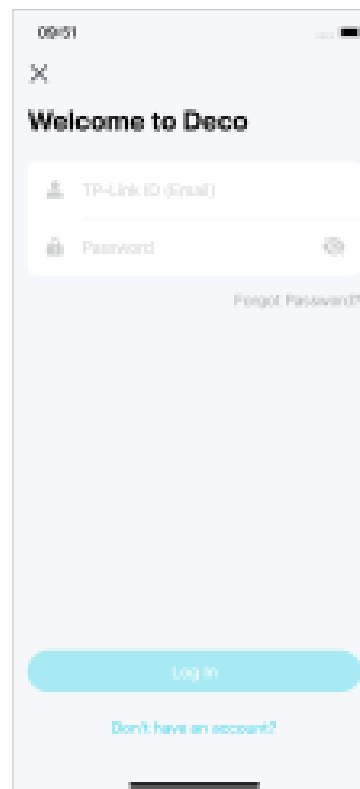 09:51
Welcome to Deco
TP-Link ID (Email)
Password
Forgot Password?
Log In
Don't have an account?